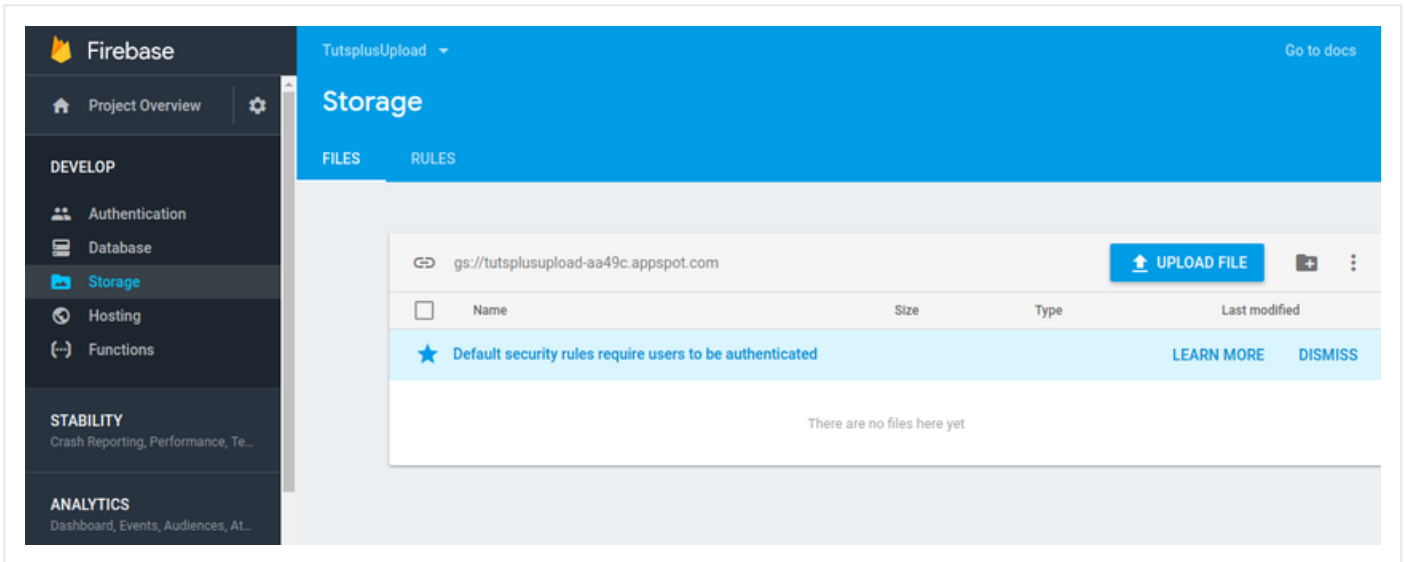 Firebase
Project Overview
DEVELOP
Authentication
Database
Storage
Hosting
Functions
STABILITY
Crash Reporting, Performance, Te...
ANALYTICS
Dashboard, Events, Audiences, At...
TutsplusUpload
Go to docs
Storage
FILES RULES
gs://tutsplusupload-aa49c.appspot.com UPLOAD FILE
Name Size Type Last modified
Default security rules require users to be authenticated LEARN MORE DISMISS
There are no files here yet